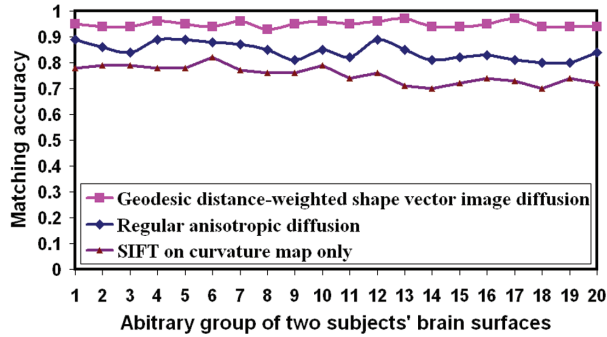 1
0.9
0.8
0.7
0.6
0.5
0.4
0.3
0.2
0.1
0
Matching accuracy
Geodesic distance-weighted shape vector image diffusion
Regular anisotropic diffusion
SIFT on curvature map only
1 2 3 4 5 6 7 8 9 10 11 12 13 14 15 16 17 18 19 20
Abitrary group of two subjects' brain surfaces